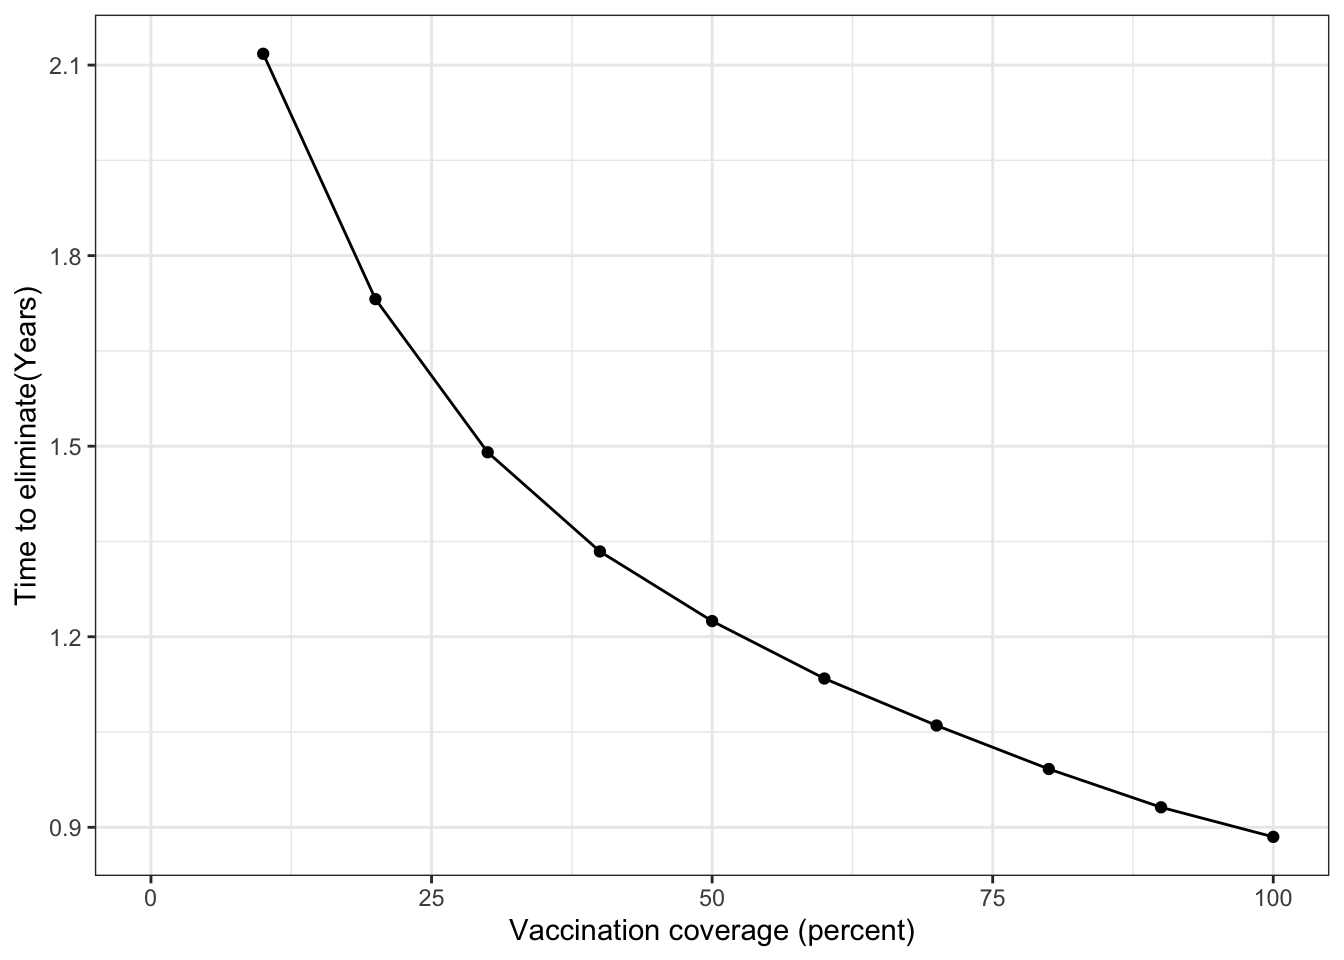 2.1
1.8
1.5
1.2
0.9
Time to eliminate(Years)
0 25 50 75 100
Vaccination coverage (percent)